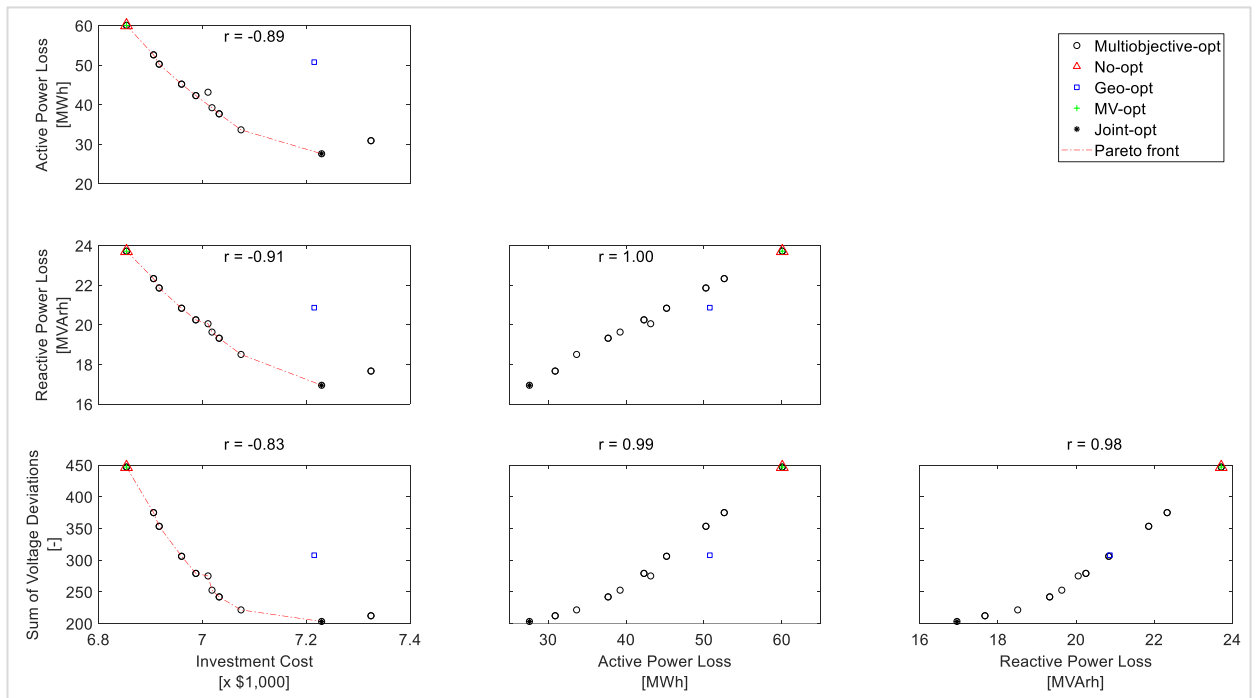 60
50
40
30
20
Active Power Loss
[MWh]
r = -0.89
Multiobjective-opt
No-opt
Geo-opt
MV-opt
Joint-opt
Pareto front
24
22
20
18
16
Reactive Power Loss
[MVArh]
r = -0.91
r = 1.00
450
400
350
300
250
200
Sum of Voltage Deviations
[-]
r = -0.83
r = 0.99
r = 0.98
6.8 7 7.2 7.4
Investment Cost
[x $1,000]
30 40 50 60
Active Power Loss
[MWh]
16 18 20 22 24
Reactive Power Loss
[MVArh]